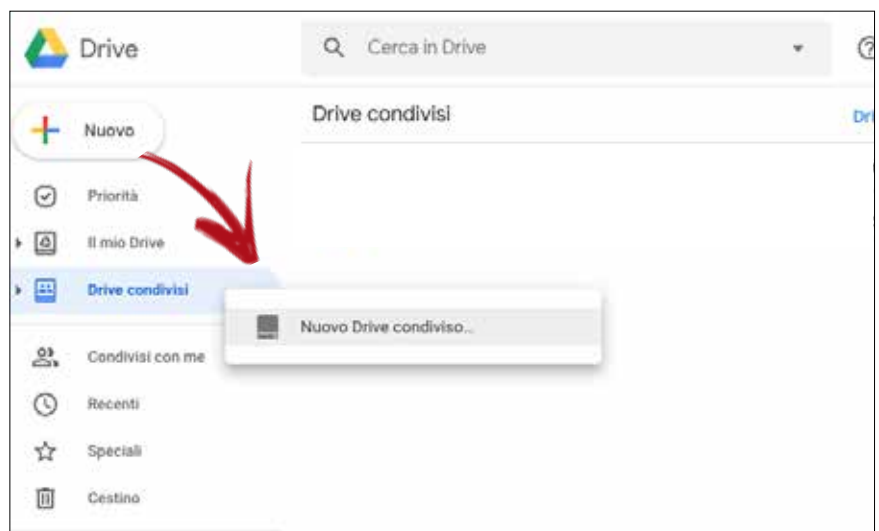 Drive
Cerca in Drive
Nuovo
Drive condivisi
Dri
Priorità
Il mio Drive
Drive condivisi
Nuovo Drive condiviso...
Condivisi con me
Recenti
Speciali
Cestino